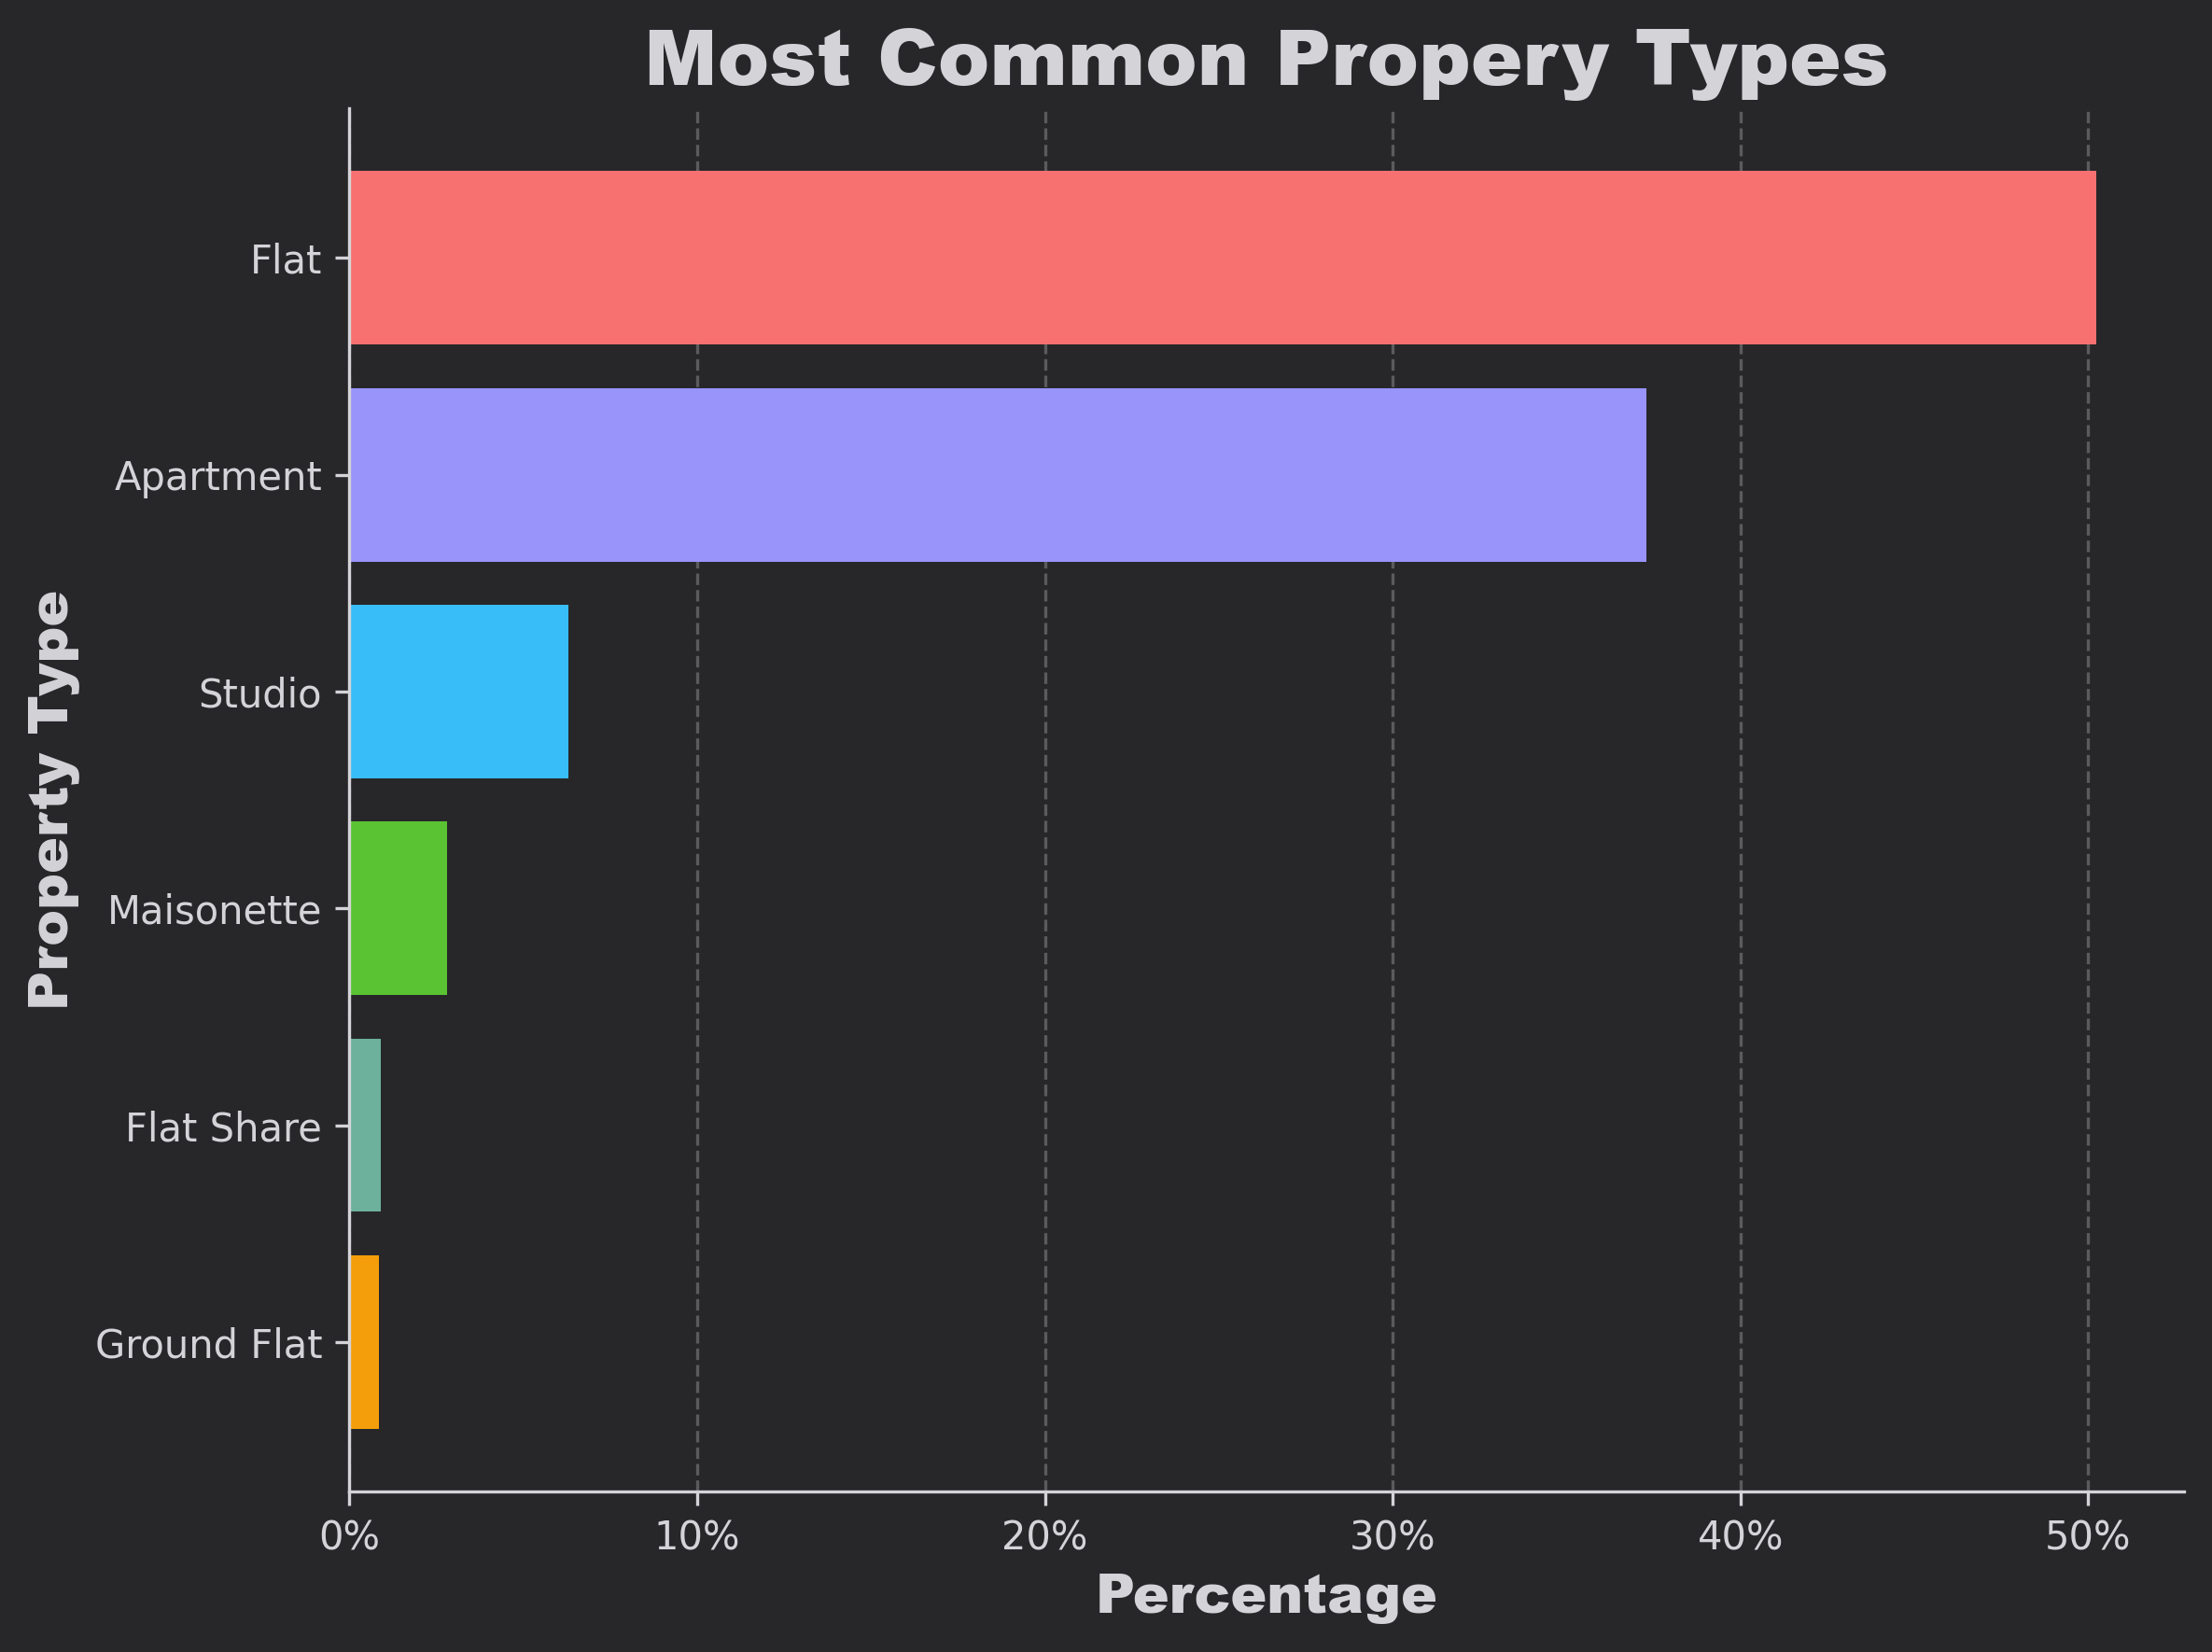 Most Common Propery Types
Flat
Apartment
Studio
Maisonette
Flat Share
Ground Flat
Property Type
0% 10% 20% 30% 40% 50%
Percentage